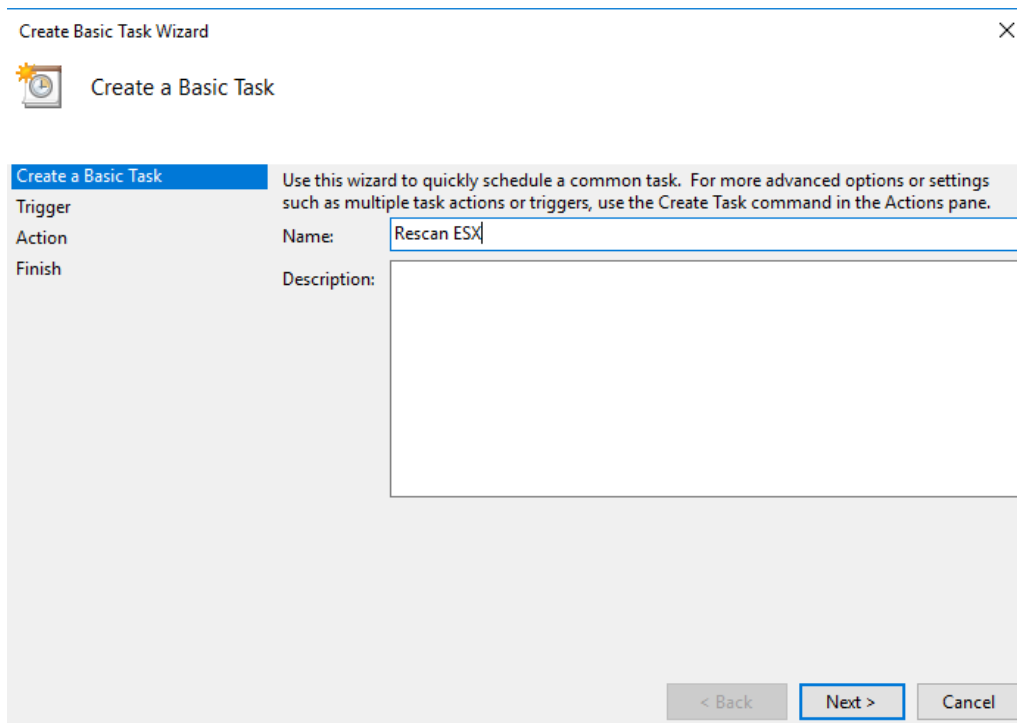 Create Basic Task Wizard
Create a Basic Task
Create a Basic Task
Trigger
Action
Finish
Use this wizard to quickly schedule a common task.  For more advanced options or settings
such as multiple task actions or triggers, use the Create Task command in the Actions pane.
Name:
Rescan ESX
Description:
< Back
Next >
Cancel